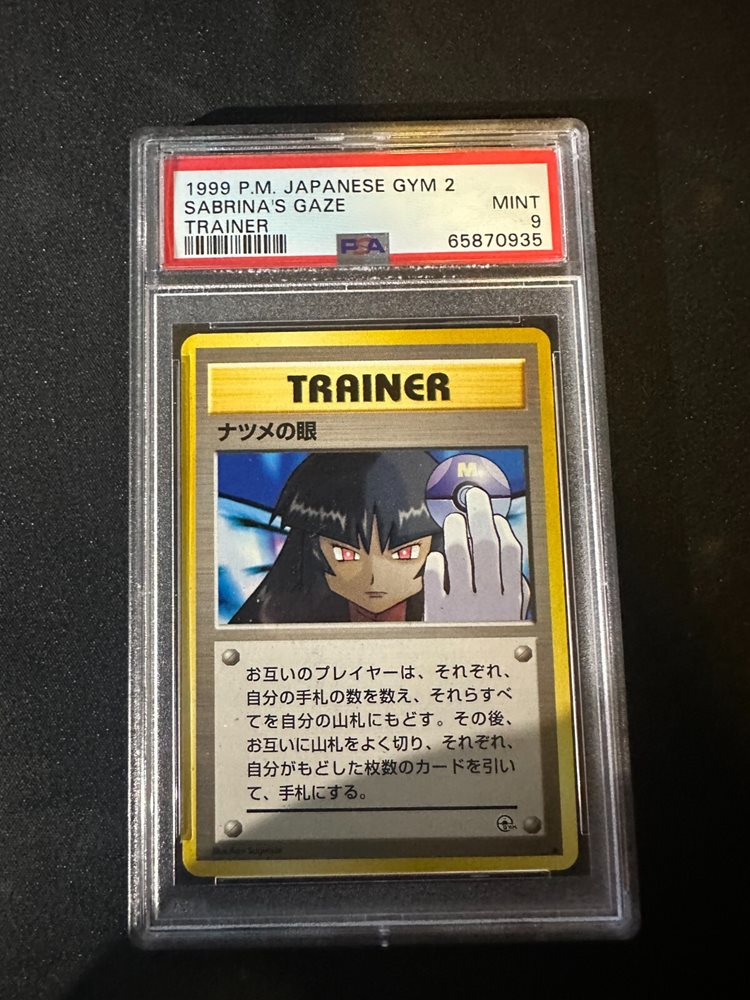 1999 P.M. JAPANESE GYM 2
SABRINA'S GAZE
MINT
TRAINER
9
PSA
65870935
TRAINER
ナツメの眼
M
お互いのプレイヤーは、それぞれ、
自分の手札の数を数え、それらすべ
てを自分の山札にもどす。その後、
お互いに山札をよく切り、それぞれ、
自分がもどした枚数のカードを引い
て、手札にする。
GYM